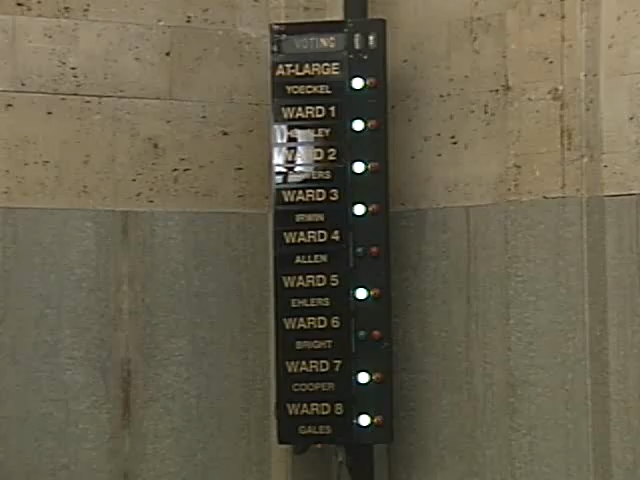 VOTING
AT-LARGE
YOECKEL
WARD 1
WARD 2
WARD 3
IRWIN
WARD 4
ALLEN
WARD 5
EHLERS
WARD 6
BRIGHT
WARD 7
COOPER
WARD 8
GALES